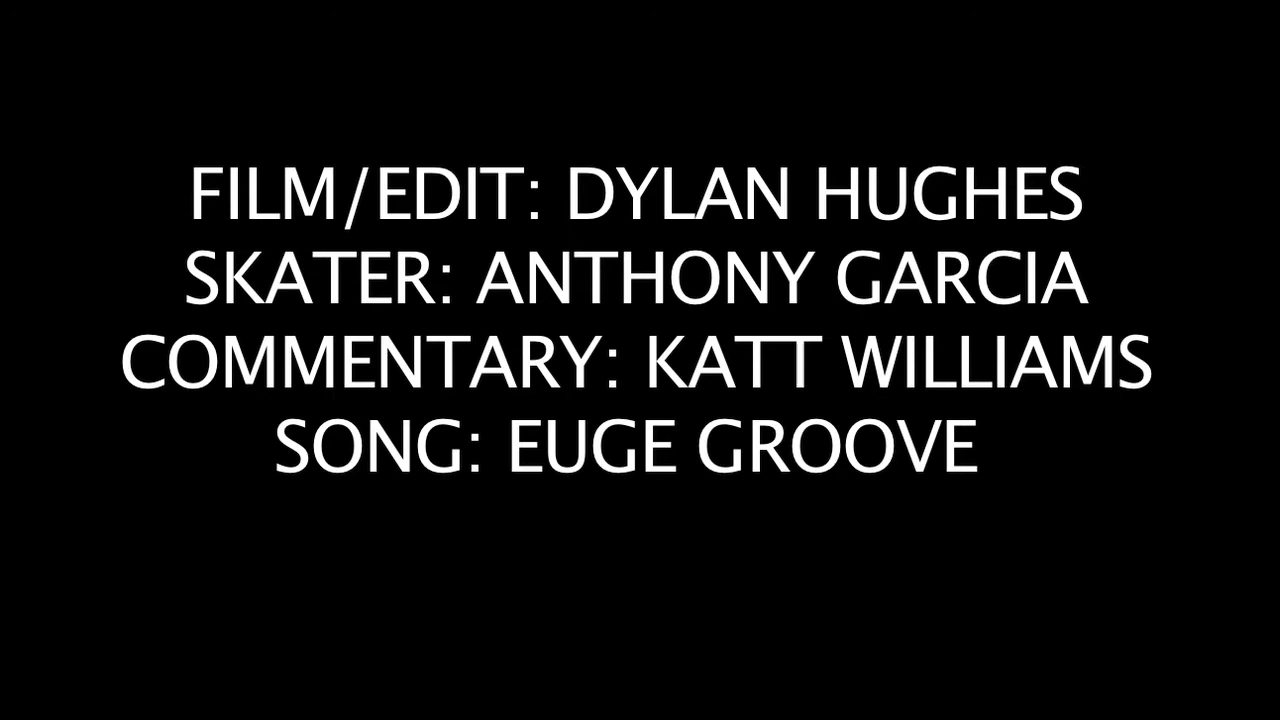 FILM/EDIT: DYLAN HUGHES
SKATER: ANTHONY GARCIA
COMMENTARY: KATT WILLIAMS
SONG: EUGE GROOVE